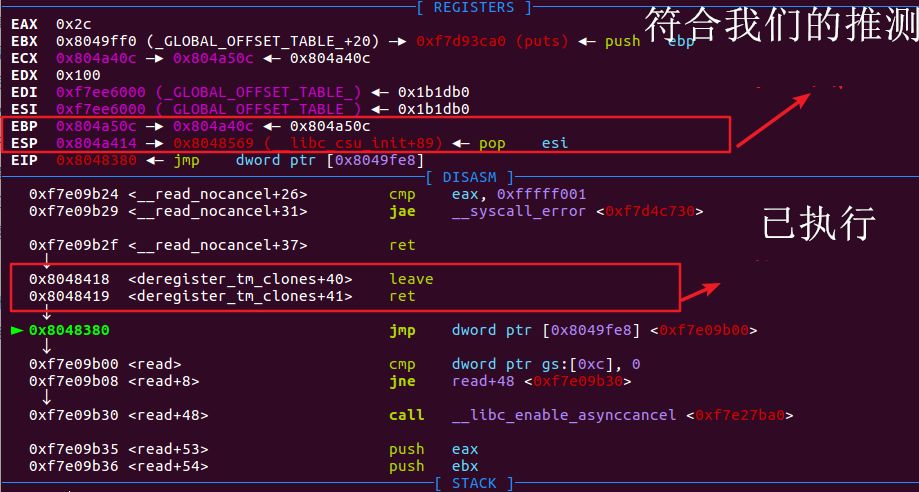 [ REGISTERS ]
符合我们的推测
EAX 0x2c
EBX 0x8049ff0 (_GLOBAL_OFFSET_TABLE_+20) —▸ 0xf7d93ca0 (puts) ◂— push ebp
ECX 0x804a40c —▸ 0x804a50c ◂— 0x804a40c
EDX 0x100
EDI 0xf7ee6000 (_GLOBAL_OFFSET_TABLE_) ◂— 0x1b1db0
ESI 0xf7ee6000 (_GLOBAL_OFFSET_TABLE_) ◂— 0x1b1db0
EBP 0x804a50c —▸ 0x804a40c ◂— 0x804a50c
ESP 0x804a414 —▸ 0x8048569 (__libc_csu_init+89) ◂— pop esi
EIP 0x8048380 ◂— jmp dword ptr [0x8049fe8]
[ DISASM ]
0xf7e09b24 <__read_nocancel+26> cmp eax, 0xfffff001
0xf7e09b29 <__read_nocancel+31> jae __syscall_error <0xf7d4c730>
已执行
0xf7e09b2f <__read_nocancel+37> ret
↓
0x8048418 <deregister_tm_clones+40> leave
0x8048419 <deregister_tm_clones+41> ret
↓
► 0x8048380 jmp dword ptr [0x8049fe8] <0xf7e09b00>
↓
0xf7e09b00 <read> cmp dword ptr gs:[0xc], 0
0xf7e09b08 <read+8> jne read+48 <0xf7e09b30>
↓
0xf7e09b30 <read+48> call __libc_enable_asynccancel <0xf7e27ba0>
0xf7e09b35 <read+53> push eax
0xf7e09b36 <read+54> push ebx
[ STACK ]